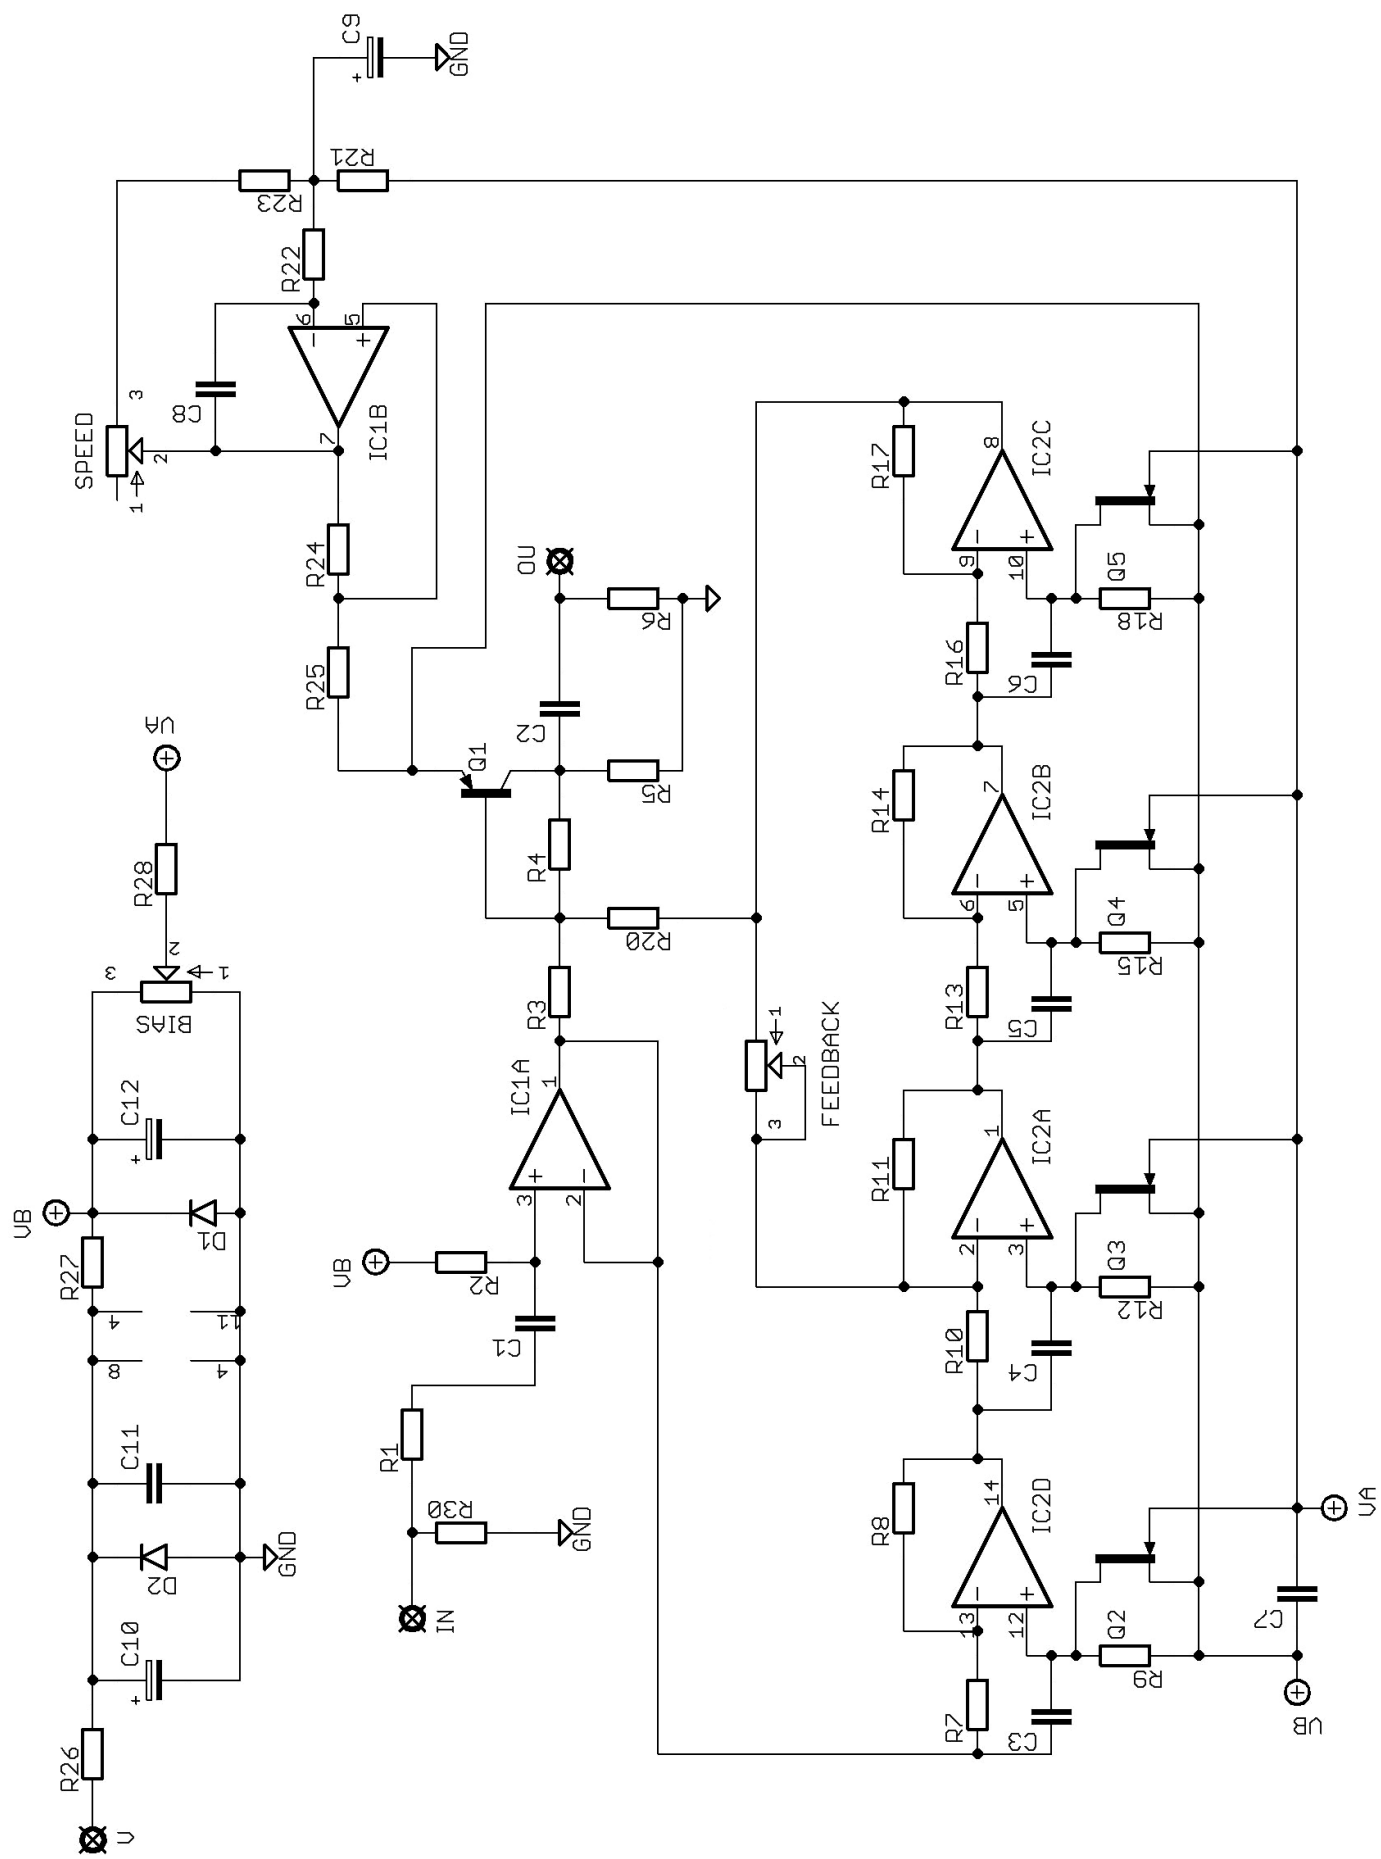 C9
+
GND
R21
R23
R22
6
5
-
+
7
IC1B
C8
SPEED
3
2
1
R24
R25
OU
R6
C2
Q1
R5
R4
R20
R3
VA
R28
2
3
1
BIAS
C12
+
VB
D1
R27
4
11
8
4
C11
D2
GND
C10
+
R26
V
IC1A
1
3
+
2
-
VB
R2
C1
R1
R30
GND
IN
1
2
3
FEEDBACK
R17
8
IC2C
9
-
10
+
Q5
R18
R16
C6
R14
7
IC2B
6
-
5
+
Q4
R15
R13
C5
R11
1
IC2A
2
-
3
+
Q3
R12
R10
C4
R8
14
IC2D
13
-
12
+
Q2
R9
R7
C3
C7
VA
VB